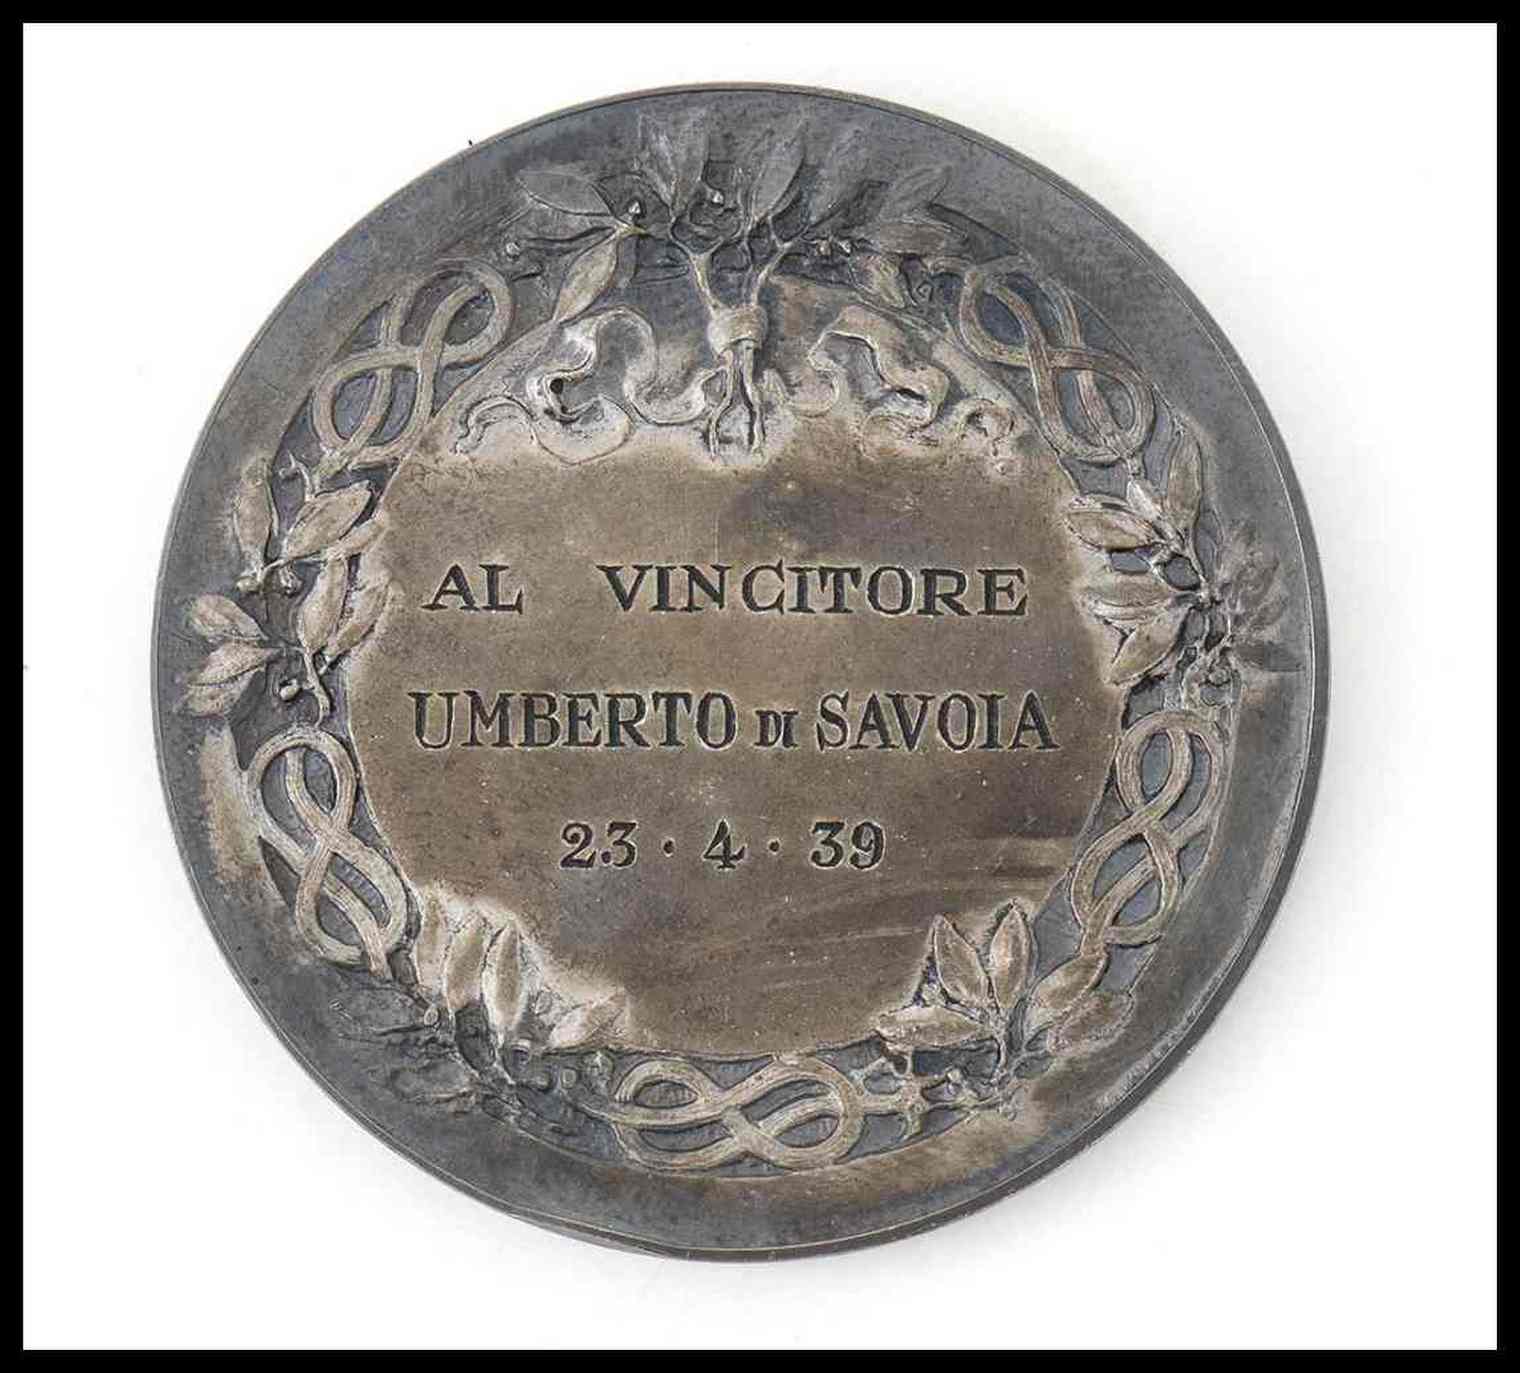 AL VINCITORE
UMBERTO DI SAVOIA
23 · 4 · 39